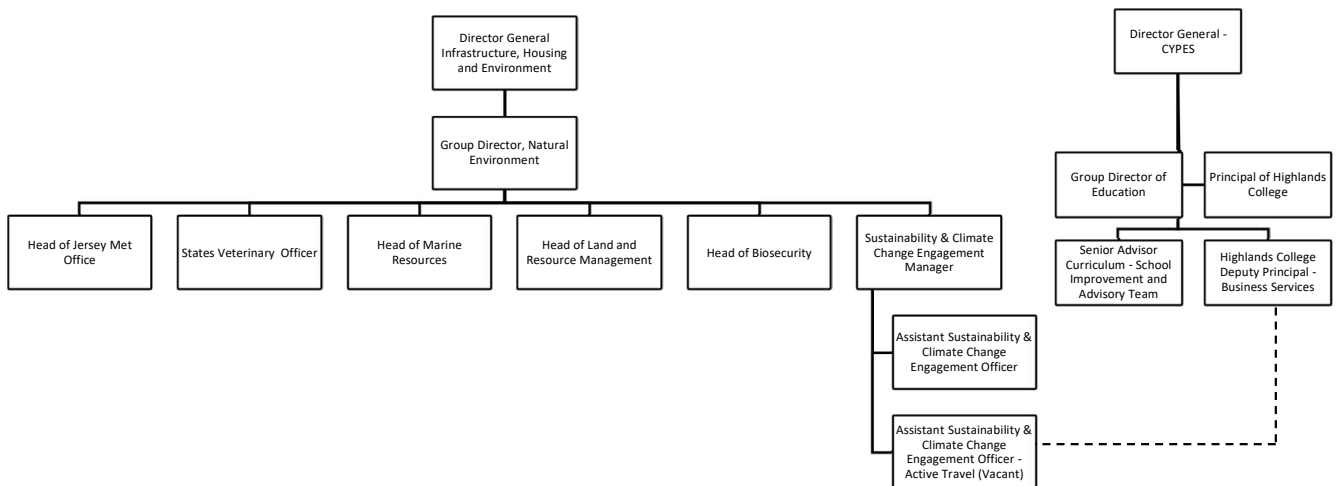 Director General
Infrastructure, Housing
and Environment
Director General -
CYPES
Group Director, Natural
Environment
Group Director of
Education
Principal of Highlands
College
Head of Jersey Met
Office
States Veterinary Officer
Head of Marine
Resources
Head of Land and
Resource Management
Head of Biosecurity
Sustainability & Climate
Change Engagement
Manager
Senior Advisor
Curriculum - School
Improvement and
Advisory Team
Highlands College
Deputy Principal -
Business Services
Assistant Sustainability &
Climate Change
Engagement Officer
Assistant Sustainability &
Climate Change
Engagement Officer -
Active Travel (Vacant)